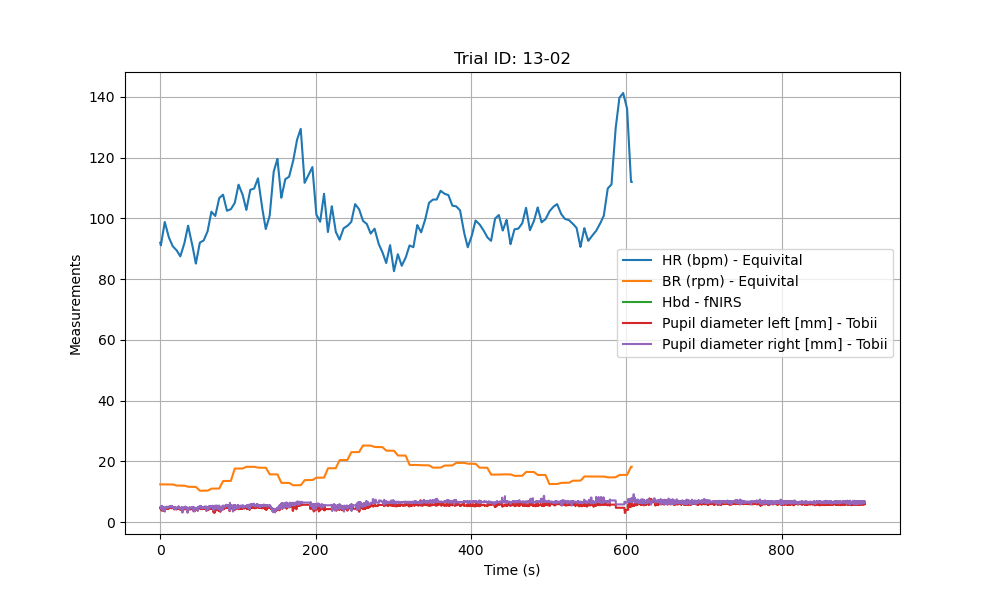 Trial ID: 13-02
140
120
100
80
60
40
20
0
Measurements
HR (bpm) - Equivital
BR (rpm) - Equivital
Hbd - fNIRS
Pupil diameter left [mm] - Tobii
Pupil diameter right [mm] - Tobii
0 200 400 600 800
Time (s)